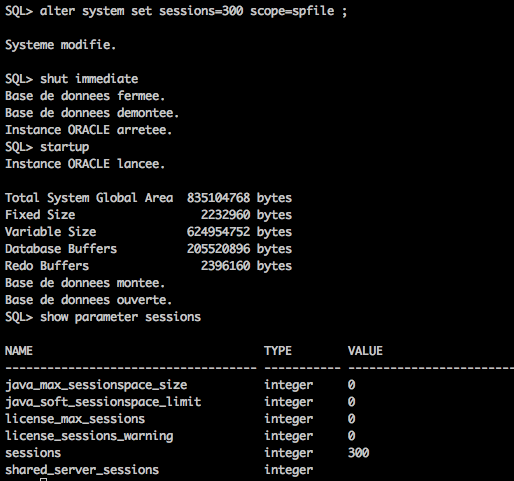 SQL> alter system set sessions=300 scope=spfile ;
Systeme modifie.
SQL> shut immediate
Base de donnees fermee.
Base de donnees demontee.
Instance ORACLE arretee.
SQL> startup
Instance ORACLE lancee.
Total System Global Area  835104768 bytes
Fixed Size                  2232960 bytes
Variable Size             624954752 bytes
Database Buffers          205520896 bytes
Redo Buffers                2396160 bytes
Base de donnees montee.
Base de donnees ouverte.
SQL> show parameter sessions
NAME                                 TYPE        VALUE
------------------------------------ ----------- ------------------------
java_max_sessionspace_size           integer     0
java_soft_sessionspace_limit         integer     0
license_max_sessions                 integer     0
license_sessions_warning             integer     0
sessions                             integer     300
shared_server_sessions               integer